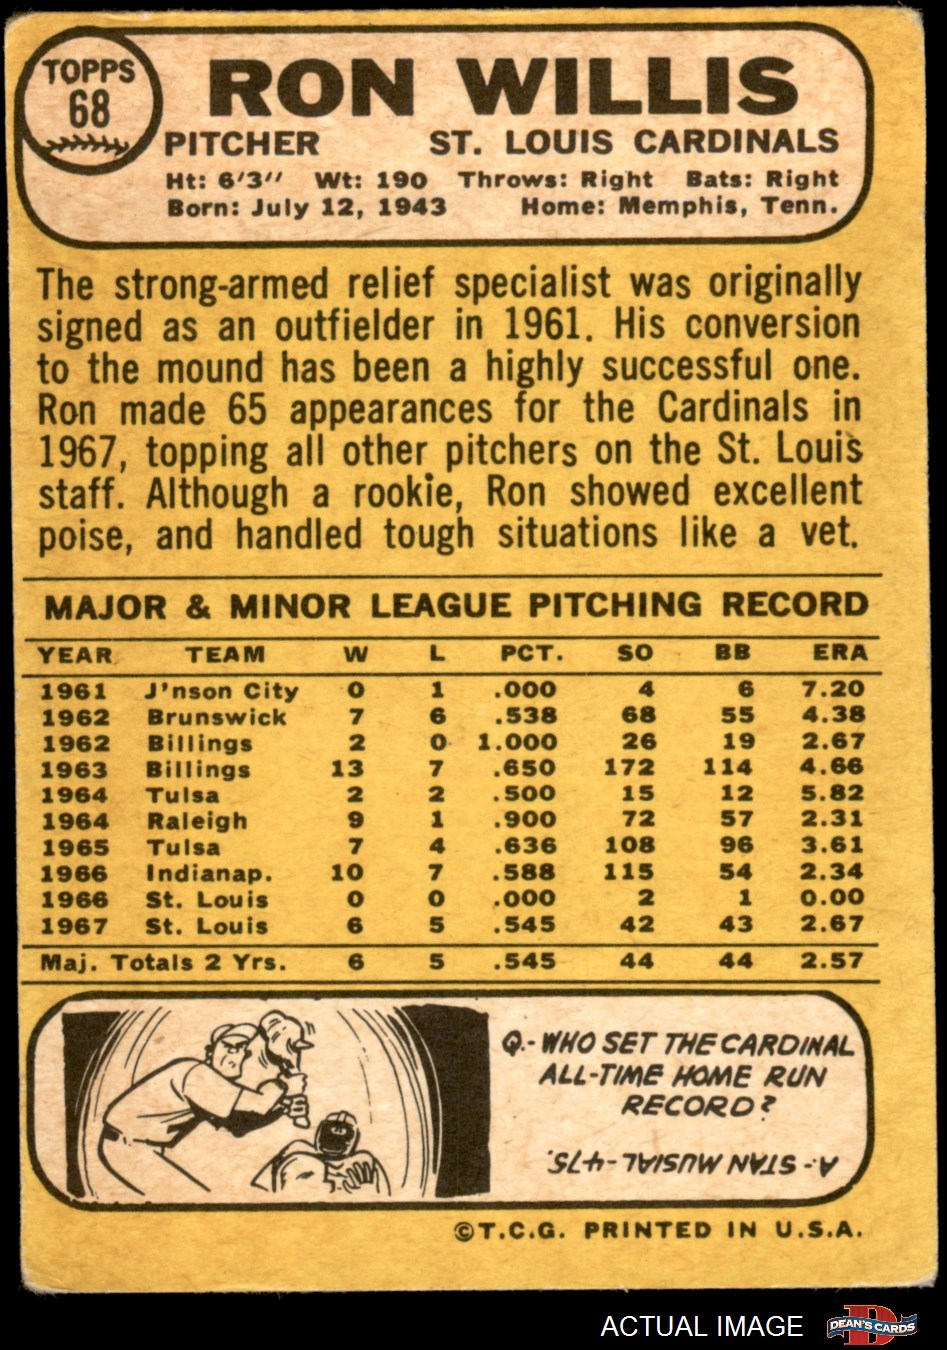 TOPPS
68
RON WILLIS
PITCHER ST. LOUIS CARDINALS
Ht: 6'3" Wt: 190 Throws: Right Bats: Right
Born: July 12, 1943 Home: Memphis, Tenn.
The strong-armed relief specialist was originally
signed as an outfielder in 1961. His conversion
to the mound has been a highly successful one.
Ron made 65 appearances for the Cardinals in
1967, topping all other pitchers on the St. Louis
staff. Although a rookie, Ron showed excellent
poise, and handled tough situations like a vet.
MAJOR & MINOR LEAGUE PITCHING RECORD
YEAR TEAM W L PCT. SO BB ERA
1961 J'nson City 0 1 .000 4 6 7.20
1962 Brunswick 7 6 .538 68 55 4.38
1962 Billings 2 0 1.000 26 19 2.67
1963 Billings 13 7 .650 172 114 4.66
1964 Tulsa 2 2 .500 15 12 5.82
1964 Raleigh 9 1 .900 72 57 2.31
1965 Tulsa 7 4 .636 108 96 3.61
1966 Indianap. 10 7 .588 115 54 2.34
1966 St. Louis 0 0 .000 2 1 0.00
1967 St. Louis 6 5 .545 42 43 2.67
Maj. Totals 2 Yrs. 6 5 .545 44 44 2.57
Q.- WHO SET THE CARDINAL
ALL-TIME HOME RUN
RECORD?
A.- STAN MUSIAL-475.
©T.C.G. PRINTED IN U.S.A.
ACTUAL IMAGE
D
DEAN'S CARDS